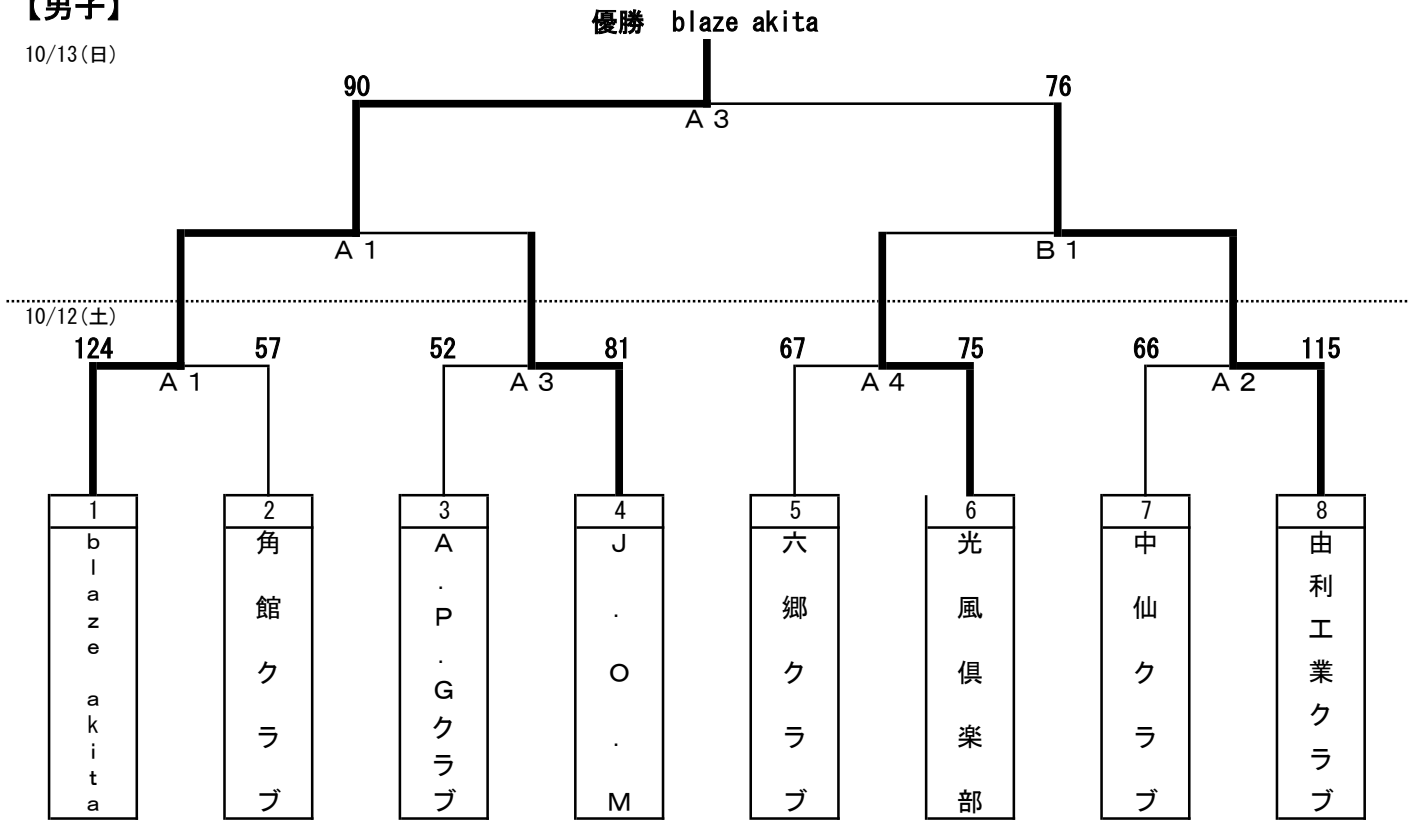 【男子】
優勝 blaze akita
10/13(日)
90
76
A3
A1
B1
10/12(土)
124
57
52
81
67
75
66
115
A1
A3
A4
A2
1
2
3
4
5
6
7
8
blaze akita
角館クラブ
A.P.Gクラブ
J.O.M
六郷クラブ
光風倶楽部
中仙クラブ
由利工業クラブ